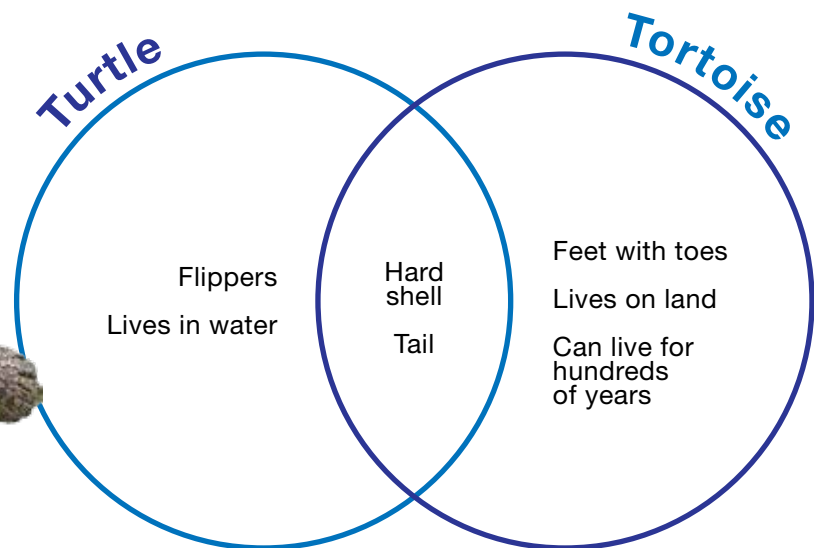 Turtle
Tortoise
Flippers
Lives in water
Hard
shell
Tail
Feet with toes
Lives on land
Can live for
hundreds
of years